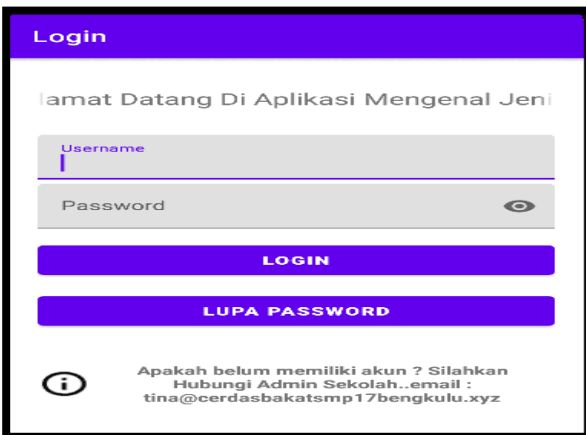 Login
lamat Datang Di Aplikasi Mengenal Jeni
Username
Password
LOGIN
LUPA PASSWORD
Apakah belum memiliki akun ? Silahkan
Hubungi Admin Sekolah..email :
tina@cerdasbakatsmp17bengkulu.xyz